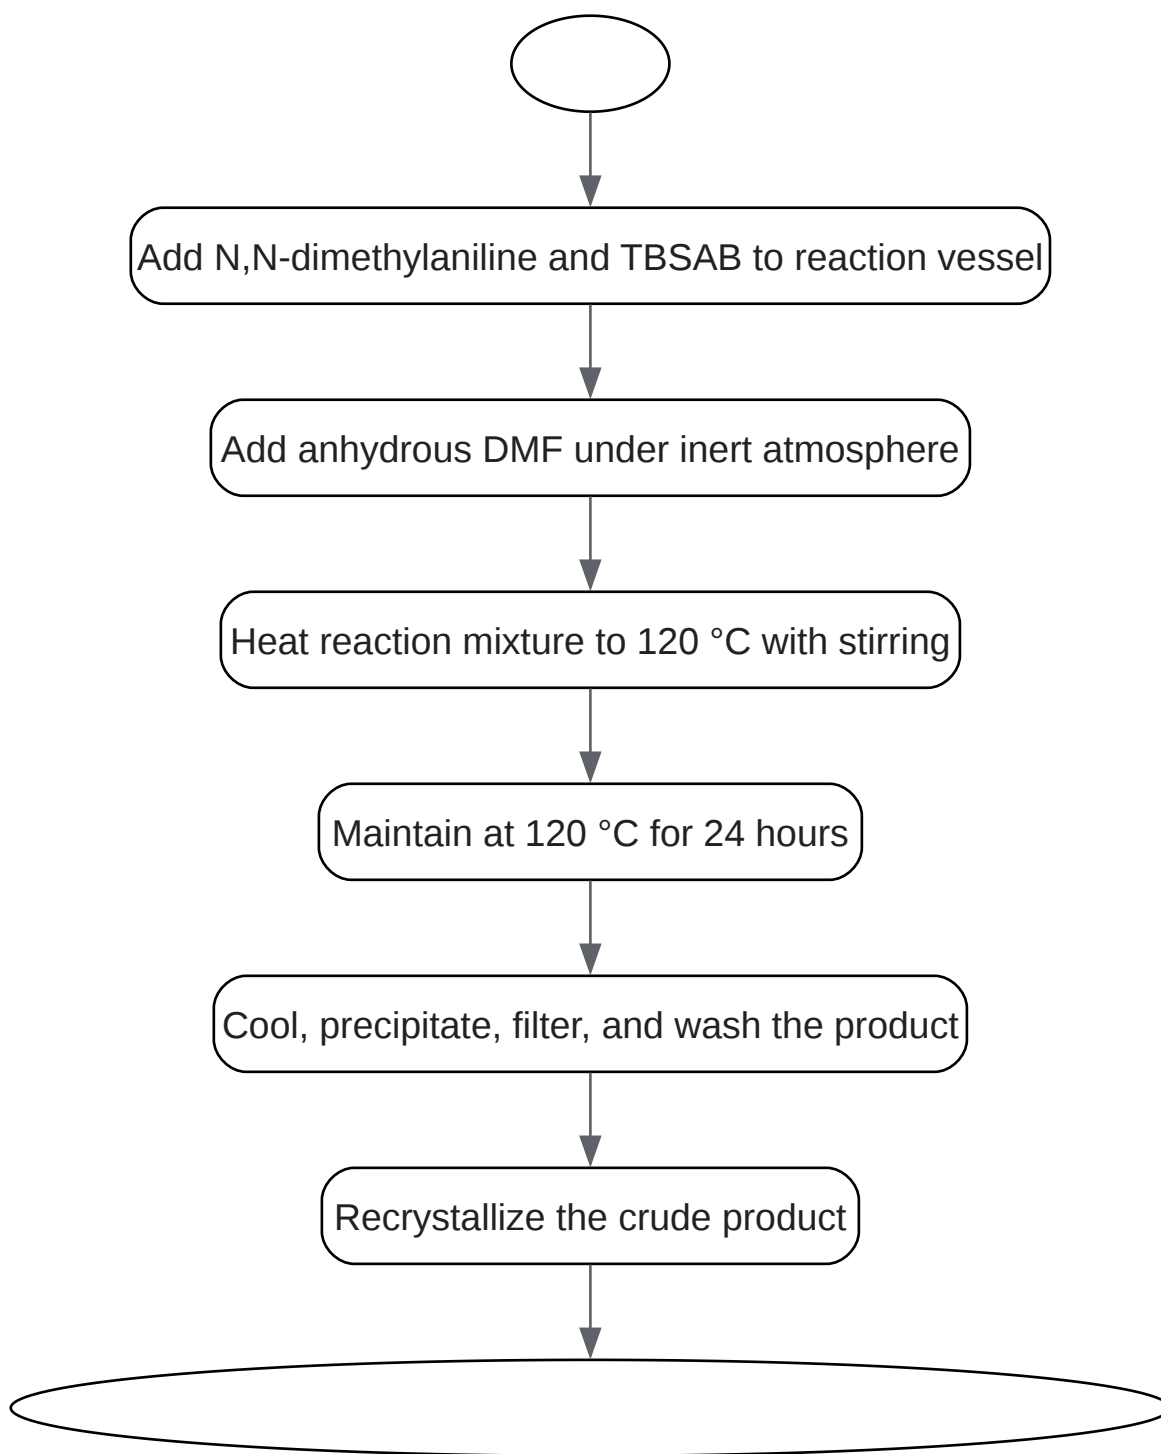 Add N,N-dimethylaniline and TBSAB to reaction vessel
Add anhydrous DMF under inert atmosphere
Heat reaction mixture to 120 °C with stirring
Maintain at 120 °C for 24 hours
Cool, precipitate, filter, and wash the product
Recrystallize the crude product